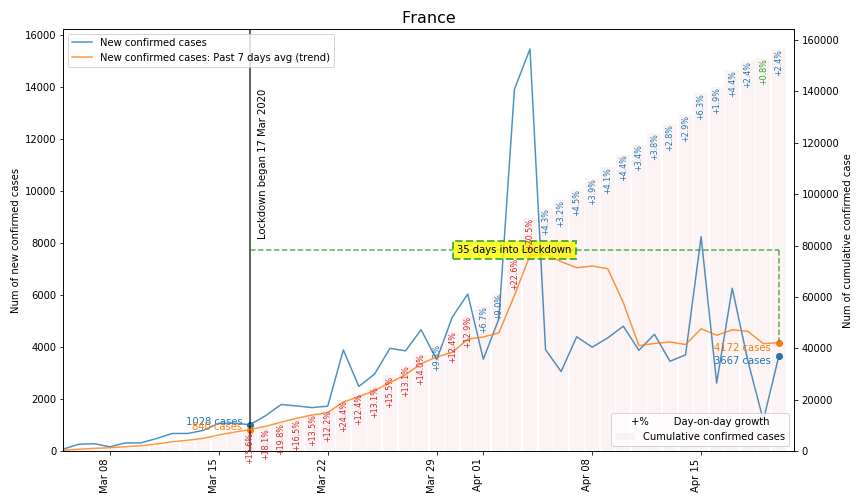 France
New confirmed cases
New confirmed cases: Past 7 days avg (trend)
16000
14000
12000
10000
8000
6000
4000
2000
0
Num of new confirmed cases
160000
140000
120000
100000
80000
60000
40000
20000
0
Num of cumulative confirmed case
Lockdown began 17 Mar 2020
35 days into Lockdown
1028 cases
4172 cases
3667 cases
+15.6%
+18.1%
+19.8%
+16.5%
+13.5%
+12.2%
+24.4%
+12.4%
+13.1%
+15.5%
+14.0%
+12.4%
+12.9%
+6.7%
+9.0%
+22.6%
+4.3%
+3.2%
+4.5%
+3.9%
+4.1%
+4.4%
+3.4%
+3.8%
+2.8%
+2.9%
+6.3%
+1.9%
+4.4%
+2.4%
+0.8%
+2.4%
+% Day-on-day growth
Cumulative confirmed cases
Mar 08
Mar 15
Mar 22
Mar 29
Apr 01
Apr 08
Apr 15